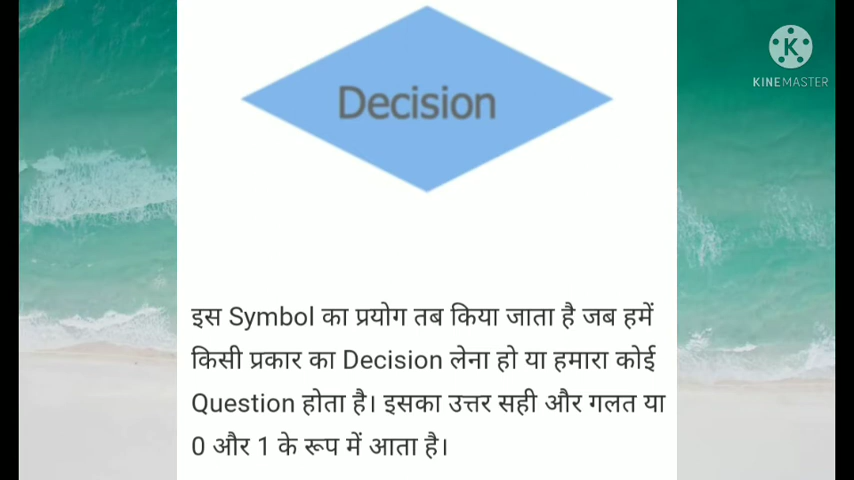 K
KINEMASTER
Decision
इस Symbol का प्रयोग तब किया जाता है जब हमें
किसी प्रकार का Decision लेना हो या हमारा कोई
Question होता है। इसका उत्तर सही और गलत या
0 और 1 के रूप में आता है।